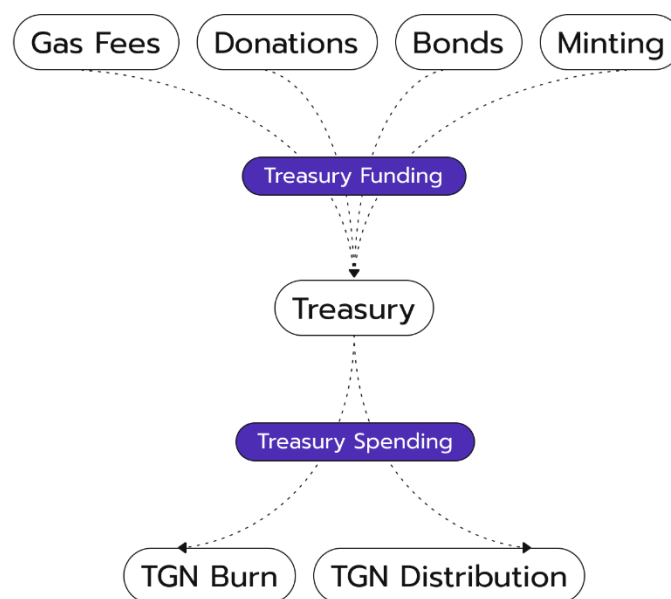 Gas Fees
Donations
Bonds
Minting
Treasury Funding
Treasury
Treasury Spending
TGN Burn
TGN Distribution